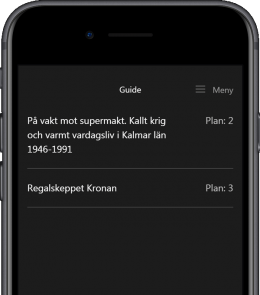 Guide
Meny
På vakt mot supermakt. Kallt krig
och varmt vardagsliv i Kalmar län
1946-1991
Plan: 2
Regalskeppet Kronan
Plan: 3